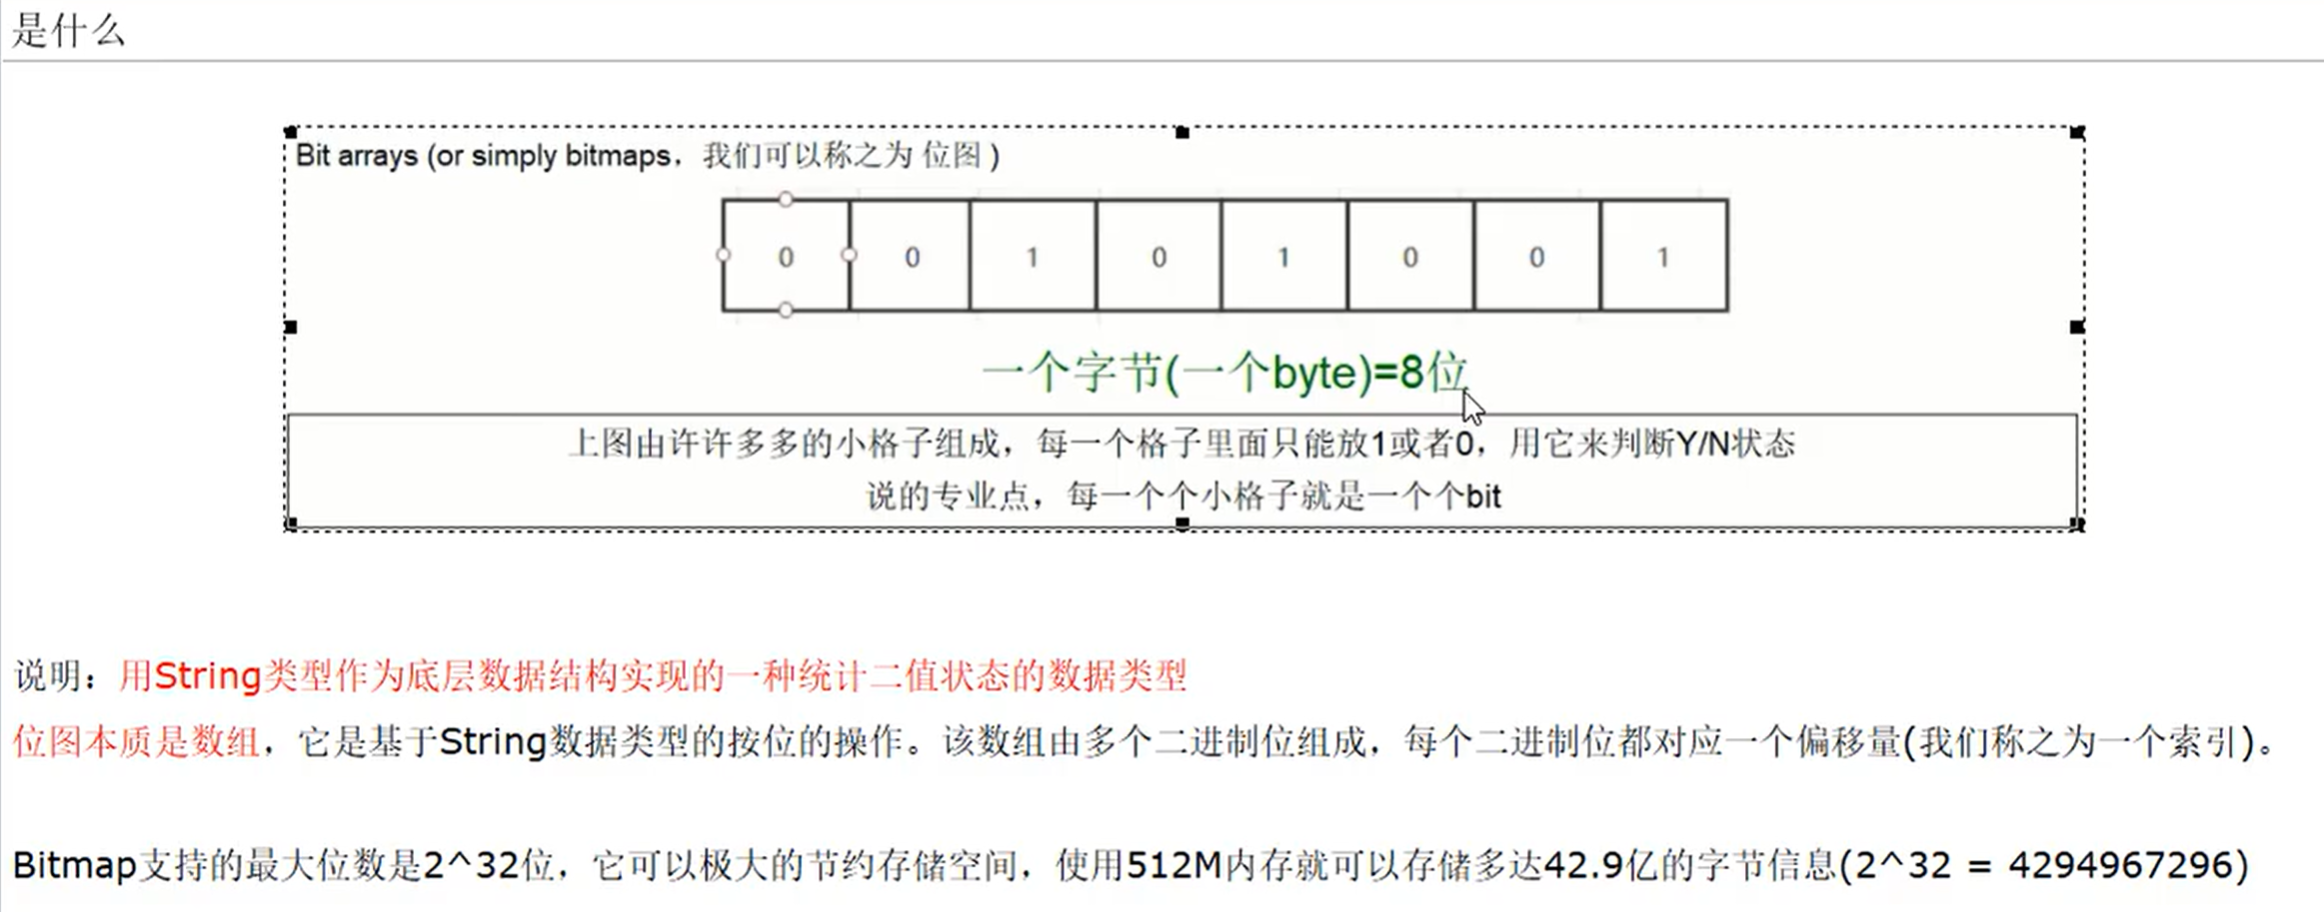 是什么
Bit arrays (or simply bitmaps，我们可以称之为 位图 )
0 0 1 0 1 0 0 1
一个字节(一个byte)=8位
上图由许许多多的小格子组成，每一个格子里面只能放1或者0，用它来判断Y/N状态
说的专业点，每一个个小格子就是一个个bit
说明：用String类型作为底层数据结构实现的一种统计二值状态的数据类型
位图本质是数组，它是基于String数据类型的按位的操作。该数组由多个二进制位组成，每个二进制位都对应一个偏移量(我们称之为一个索引)。
Bitmap支持的最大位数是2^32位，它可以极大的节约存储空间，使用512M内存就可以存储多达42.9亿的字节信息(2^32 = 4294967296)